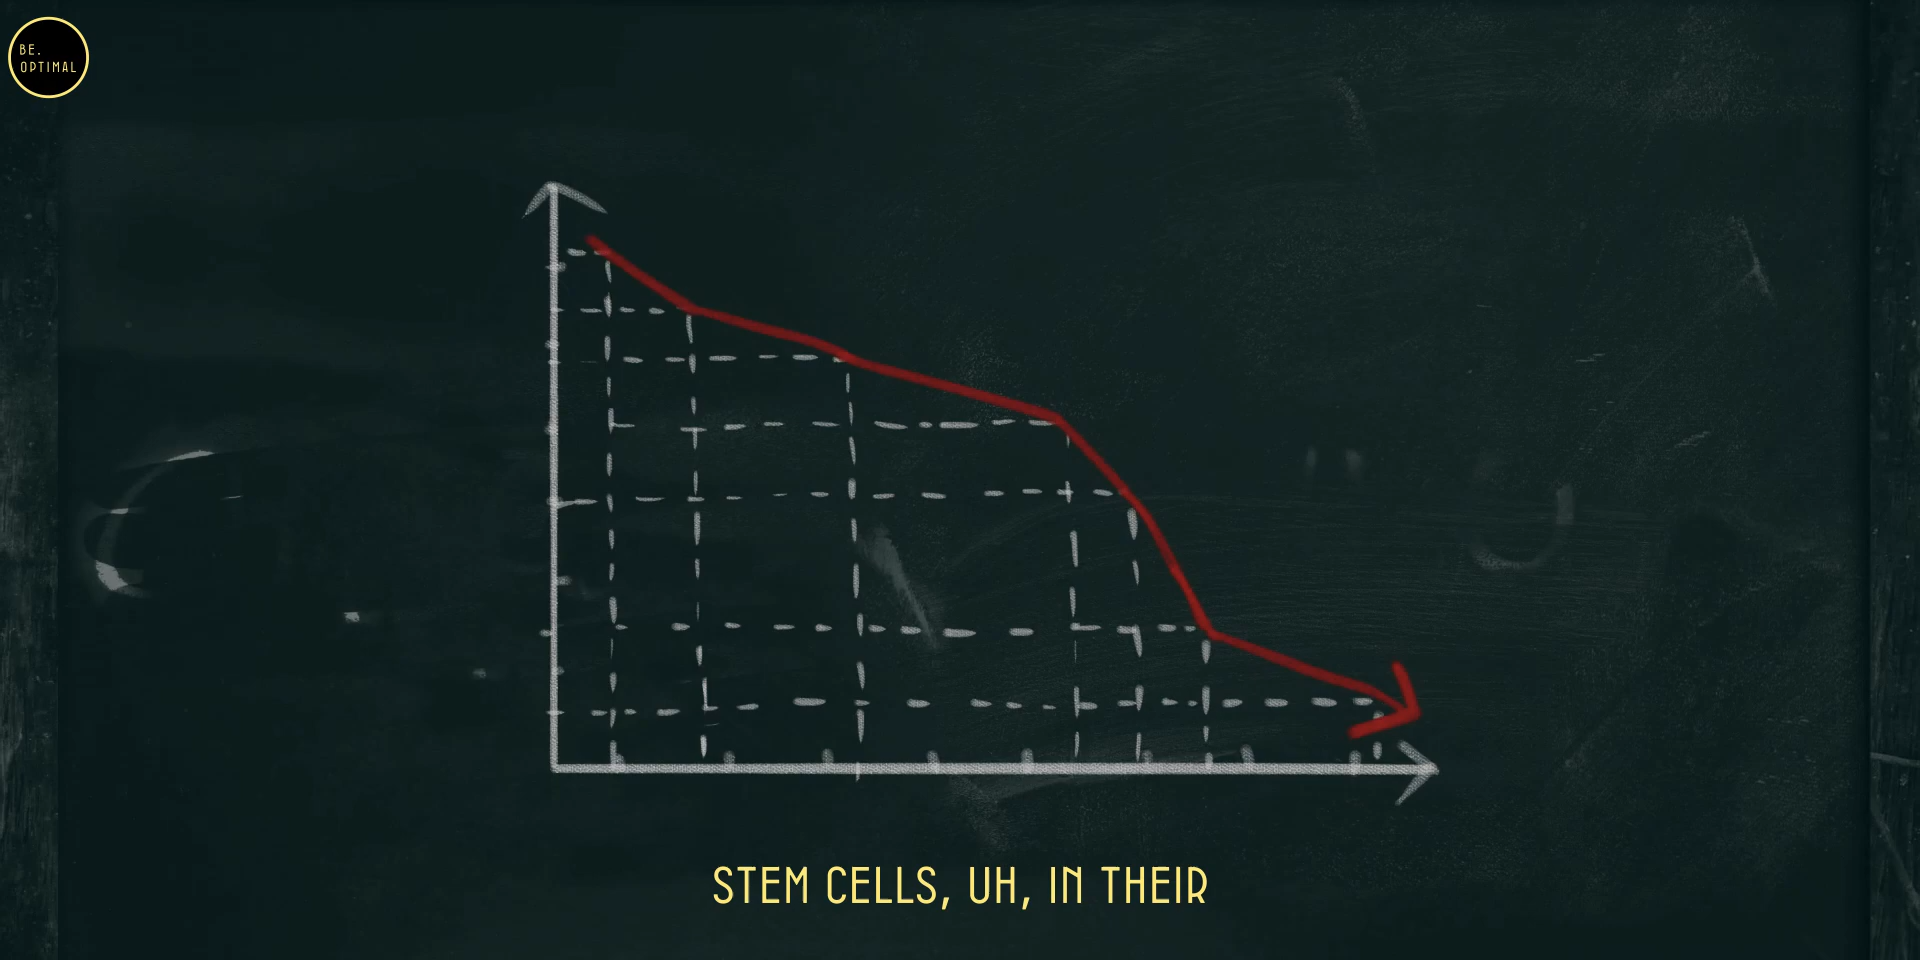 BE.
OPTIMAL
STEM CELLS, UH, IN THEIR